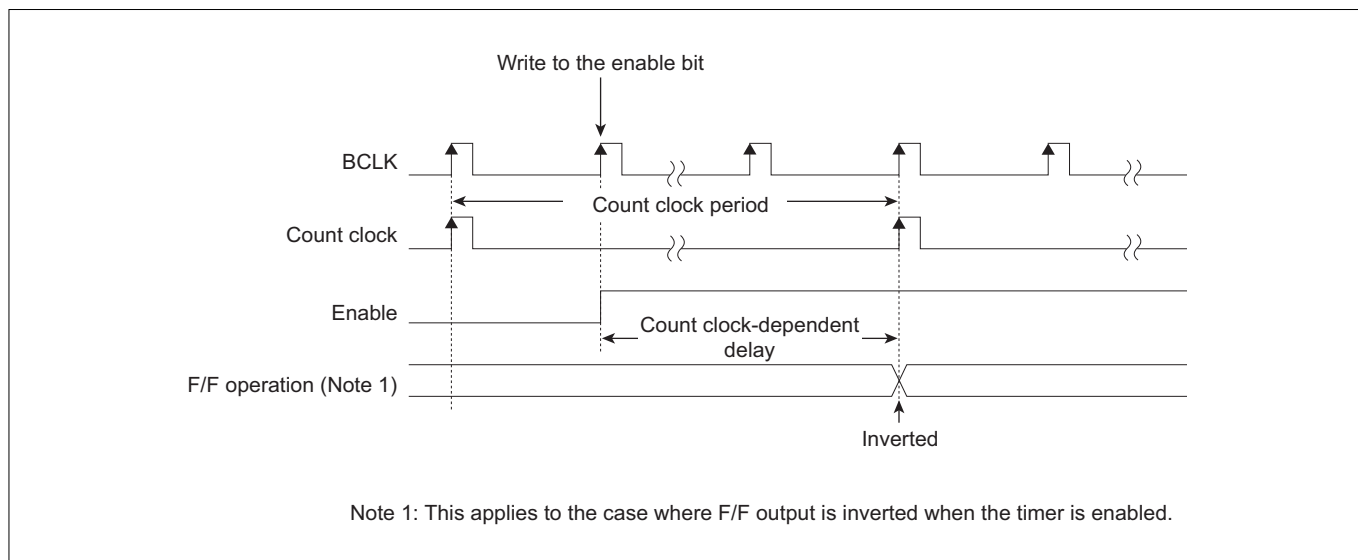 Write to the enable bit
BCLK
Count clock period
Count clock
Enable
Count clock-dependent
delay
F/F operation (Note 1)
Inverted
Note 1: This applies to the case where F/F output is inverted when the timer is enabled.